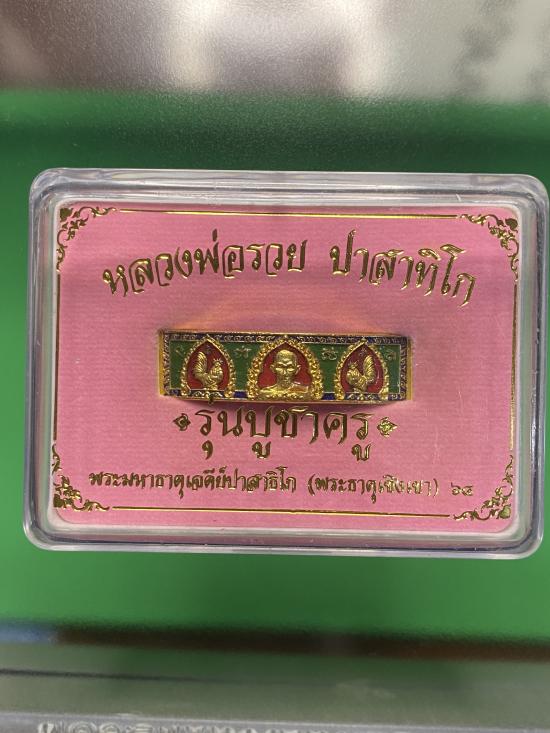 หลวงพ่อรวย ปาสาทิโก
รุ่นบูชาครู
พระมหาธาตุเจดีย์ปาสาธิโก (พระธาตุเชิงเขา) ๖๔